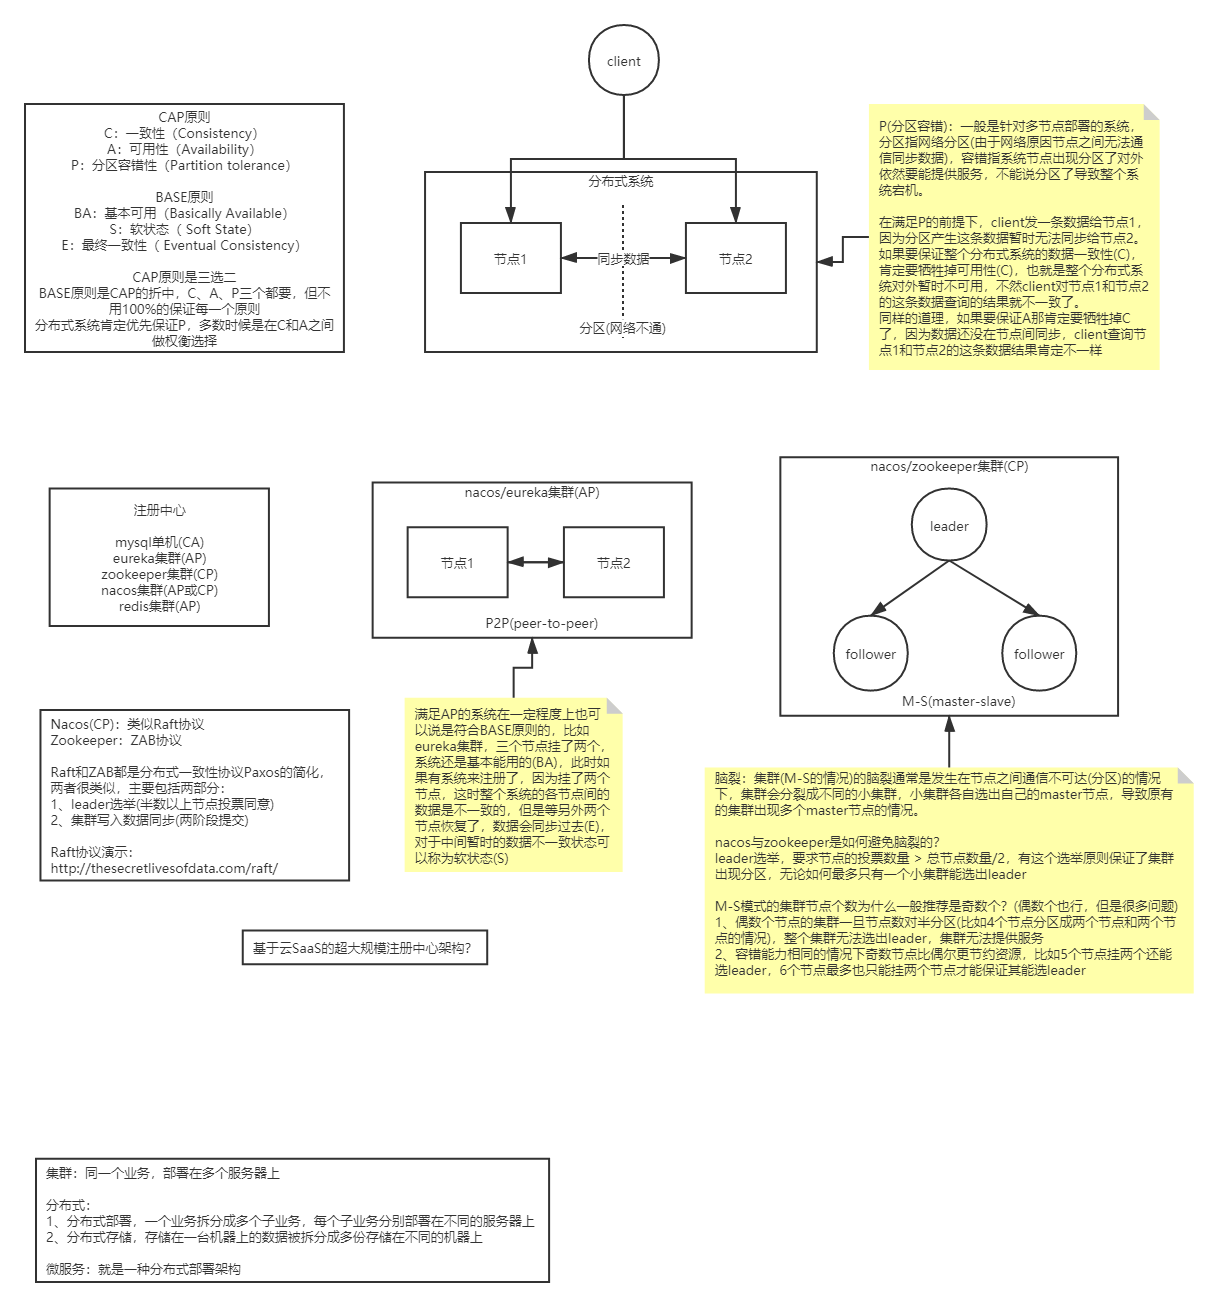 client
CAP原则
C：一致性（Consistency）
A：可用性（Availability）
P：分区容错性（Partition tolerance）
BASE原则
BA：基本可用（Basically Available）
S：软状态（ Soft State）
E：最终一致性（ Eventual Consistency）
CAP原则是三选二
BASE原则是CAP的折中，C、A、P三个都要，但不
用100%的保证每一个原则
分布式系统肯定优先保证P，多数时候是在C和A之间
做权衡选择
分布式系统
节点1
同步数据
节点2
分区(网络不通)
P(分区容错)：一般是针对多节点部署的系统，
分区指网络分区(由于网络原因节点之间无法通
信同步数据)，容错指系统节点出现分区了对外
依然要能提供服务，不能说分区了导致整个系
统宕机。
在满足P的前提下，client发一条数据给节点1，
因为分区产生这条数据暂时无法同步给节点2。
如果要保证整个分布式系统的数据一致性(C)，
肯定要牺牲掉可用性(C)，也就是整个分布式系
统对外暂时不可用，不然client对节点1和节点2
的这条数据查询的结果就不一致了。
同样的道理，如果要保证A那肯定要牺牲掉C
了，因为数据还没在节点间同步，client查询节
点1和节点2的这条数据结果肯定不一样
注册中心
mysql单机(CA)
eureka集群(AP)
zookeeper集群(CP)
nacos集群(AP或CP)
redis集群(AP)
nacos/eureka集群(AP)
节点1
节点2
P2P(peer-to-peer)
nacos/zookeeper集群(CP)
leader
follower
follower
M-S(master-slave)
Nacos(CP)：类似Raft协议
Zookeeper：ZAB协议
Raft和ZAB都是分布式一致性协议Paxos的简化，
两者很类似，主要包括两部分：
1、leader选举(半数以上节点投票同意)
2、集群写入数据同步(两阶段提交)
Raft协议演示：
http://thesecretlivesofdata.com/raft/
满足AP的系统在一定程度上也可
以说是符合BASE原则的，比如
eureka集群，三个节点挂了两个，
系统还是基本能用的(BA)，此时如
果有系统来注册了，因为挂了两个
节点，这时整个系统的各节点间的
数据是不一致的，但是等另外两个
节点恢复了，数据会同步过去(E)，
对于中间暂时的数据不一致状态可
以称为软状态(S)
脑裂：集群(M-S的情况)的脑裂通常是发生在节点之间通信不可达(分区)的情况
下，集群会分裂成不同的小集群，小集群各自选出自己的master节点，导致原有
的集群出现多个master节点的情况。
nacos与zookeeper是如何避免脑裂的?
leader选举，要求节点的投票数量 > 总节点数量/2，有这个选举原则保证了集群
出现分区，无论如何最多只有一个小集群能选出leader
M-S模式的集群节点个数为什么一般推荐是奇数个？(偶数个也行，但是很多问题)
1、偶数个节点的集群一旦节点数对半分区(比如4个节点分区成两个节点和两个节
点的情况)，整个集群无法选出leader，集群无法提供服务
2、容错能力相同的情况下奇数节点比偶尔更节约资源，比如5个节点挂两个还能
选leader，6个节点最多也只能挂两个节点才能保证其能选leader
基于云SaaS的超大规模注册中心架构?
集群：同一个业务，部署在多个服务器上
分布式：
1、分布式部署，一个业务拆分成多个子业务，每个子业务分别部署在不同的服务器上
2、分布式存储，存储在一台机器上的数据被拆分成多份存储在不同的机器上
微服务：就是一种分布式部署架构